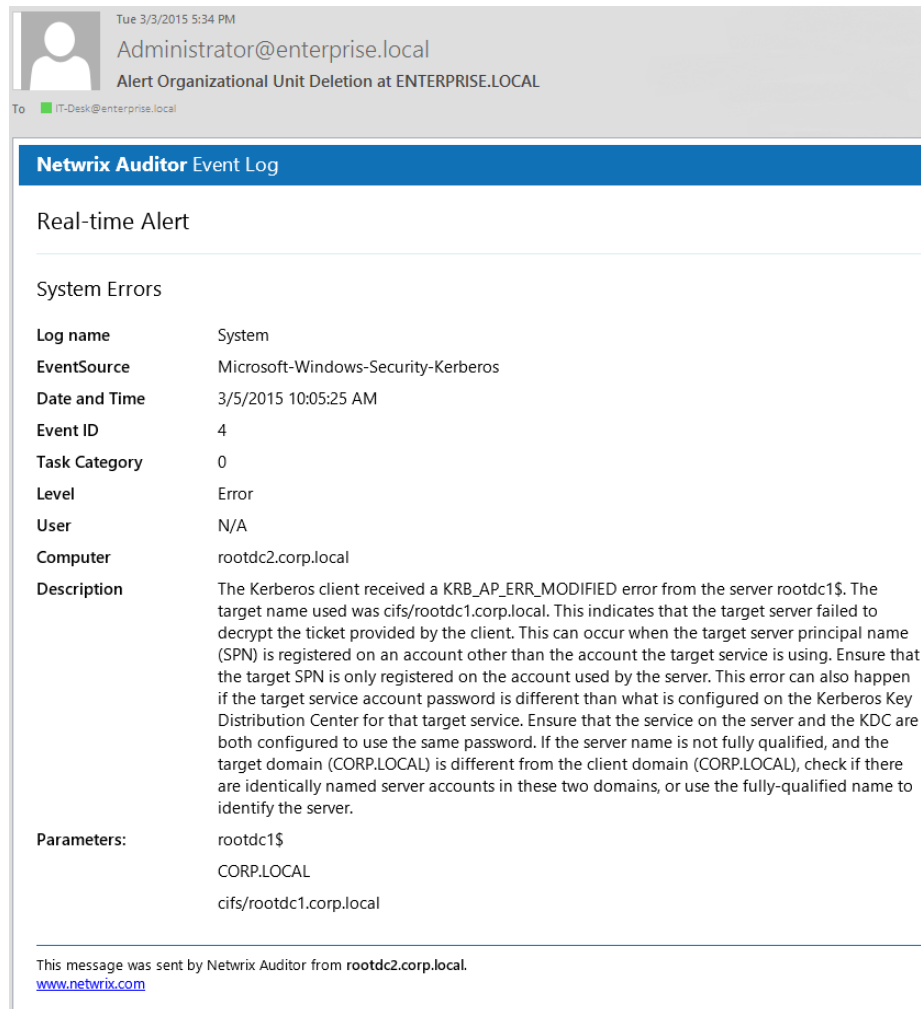 Tue 3/3/2015 5:34 PM
Administrator@enterprise.local
Alert Organizational Unit Deletion at ENTERPRISE.LOCAL
To IT-Desk@enterprise.local
Netwrix Auditor Event Log
Real-time Alert
System Errors
Log name System
EventSource Microsoft-Windows-Security-Kerberos
Date and Time 3/5/2015 10:05:25 AM
Event ID 4
Task Category 0
Level Error
User N/A
Computer rootdc2.corp.local
Description The Kerberos client received a KRB_AP_ERR_MODIFIED error from the server rootdc1$. The
target name used was cifs/rootdc1.corp.local. This indicates that the target server failed to
decrypt the ticket provided by the client. This can occur when the target server principal name
(SPN) is registered on an account other than the account the target service is using. Ensure that
the target SPN is only registered on the account used by the server. This error can also happen
if the target service account password is different than what is configured on the Kerberos Key
Distribution Center for that target service. Ensure that the service on the server and the KDC are
both configured to use the same password. If the server name is not fully qualified, and the
target domain (CORP.LOCAL) is different from the client domain (CORP.LOCAL), check if there
are identically named server accounts in these two domains, or use the fully-qualified name to
identify the server.
Parameters: rootdc1$
CORP.LOCAL
cifs/rootdc1.corp.local
This message was sent by Netwrix Auditor from rootdc2.corp.local.
www.netwrix.com